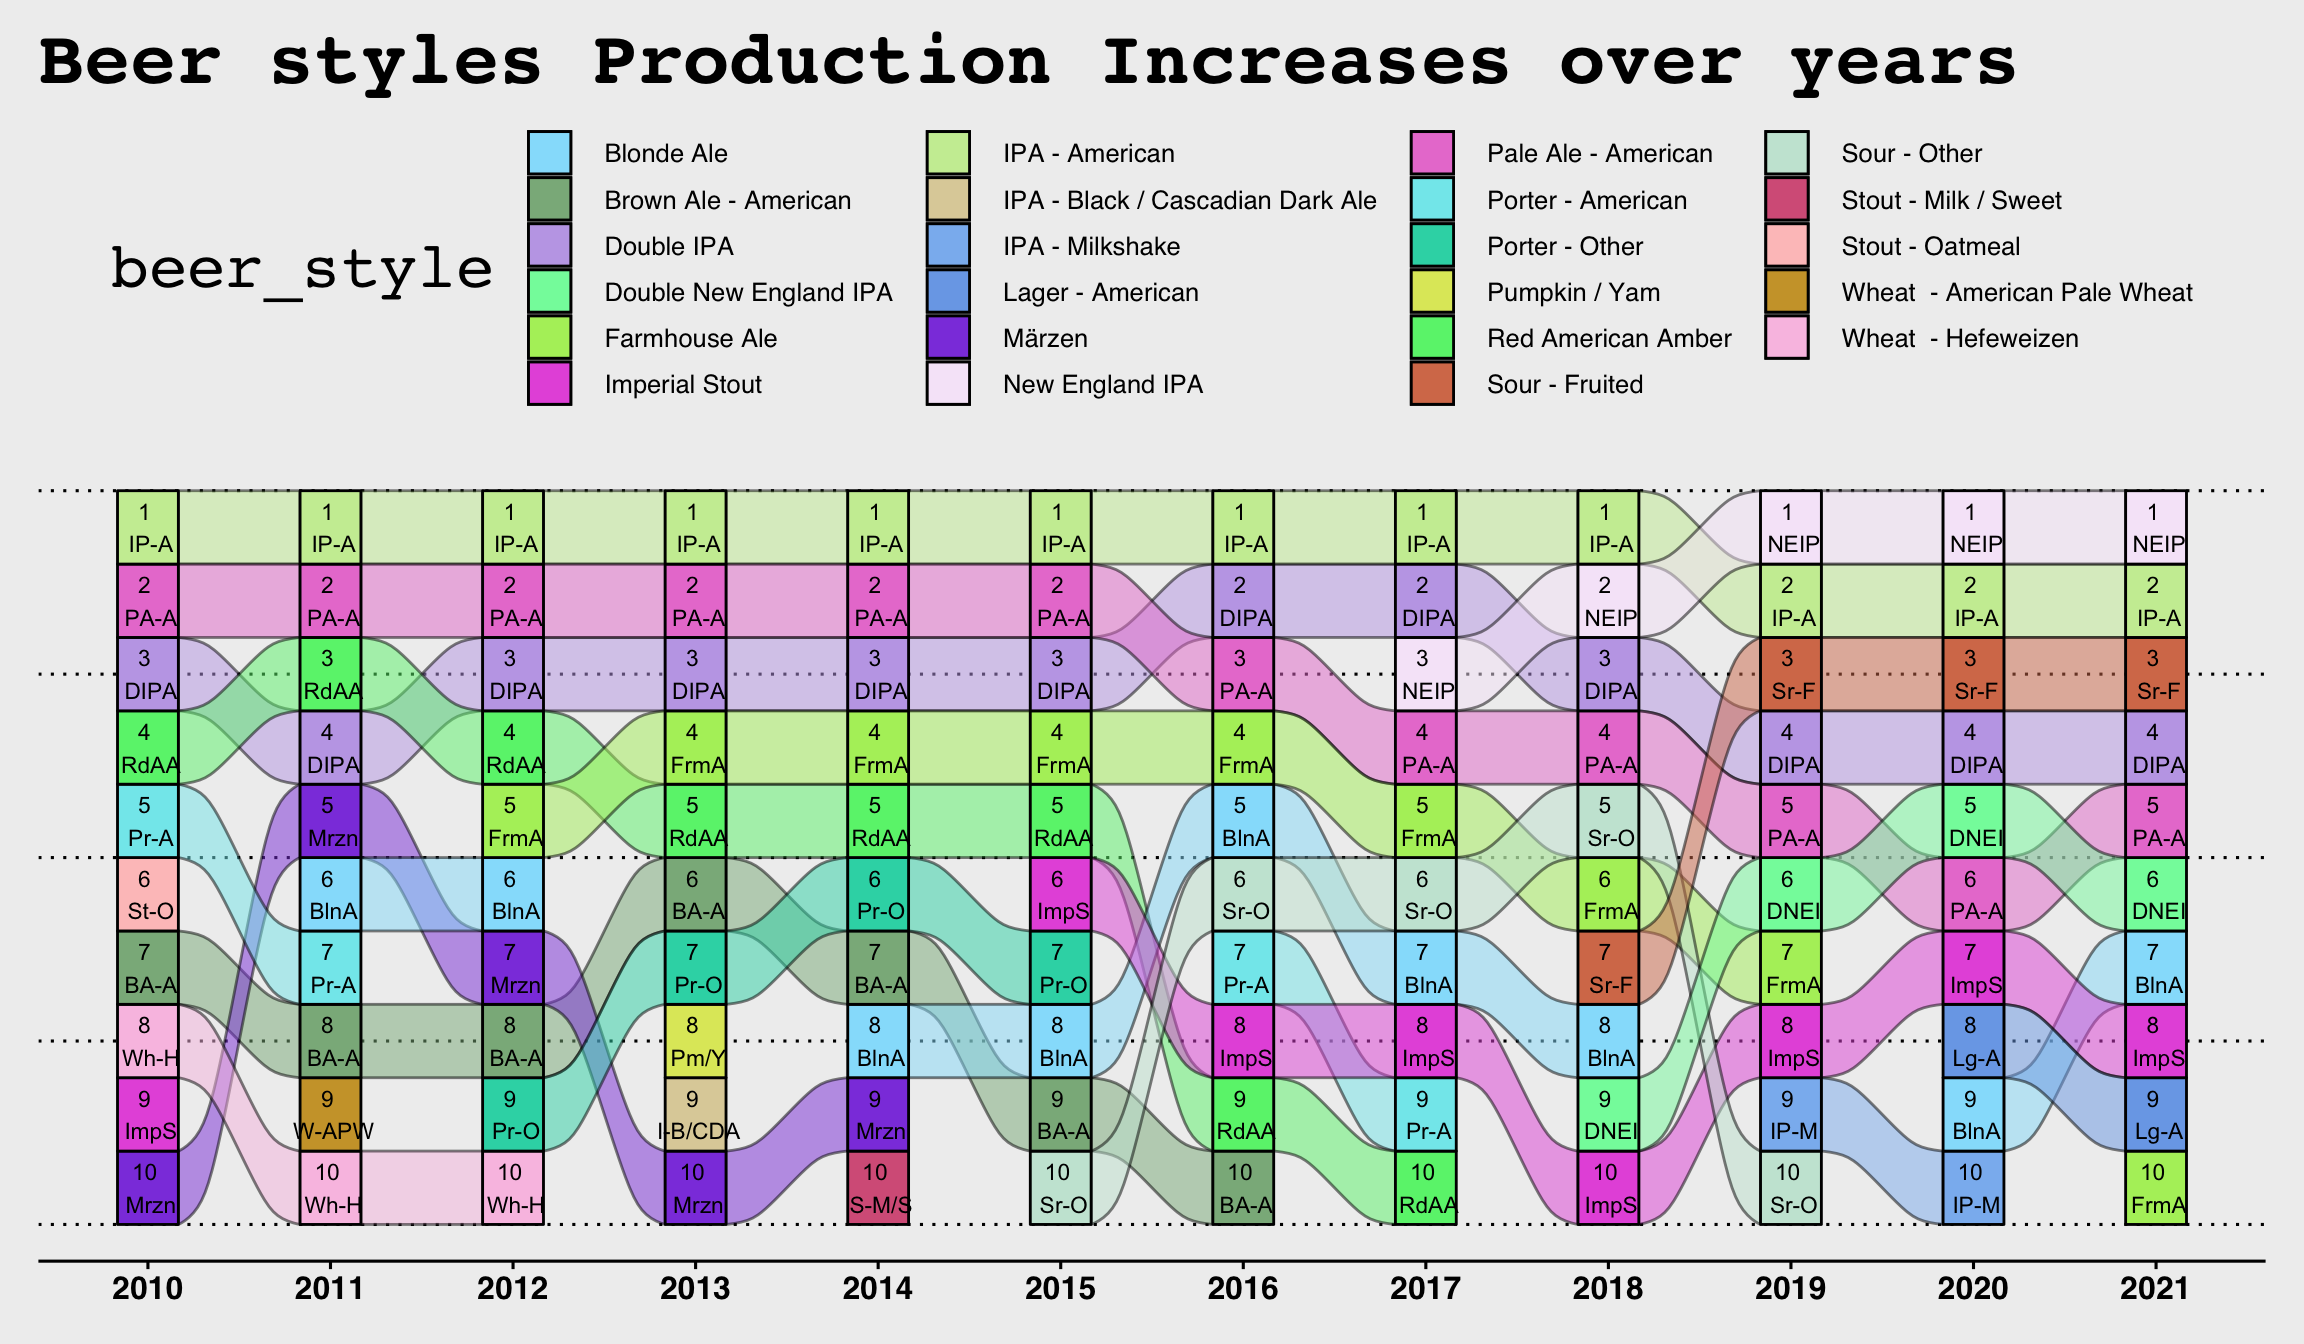 Beer styles Production Increases over years
beer_style
Blonde Ale
Brown Ale - American
Double IPA
Double New England IPA
Farmhouse Ale
Imperial Stout
IPA - American
IPA - Black / Cascadian Dark Ale
IPA - Milkshake
Lager - American
Märzen
New England IPA
Pale Ale - American
Porter - American
Porter - Other
Pumpkin / Yam
Red American Amber
Sour - Fruited
Sour - Other
Stout - Milk / Sweet
Stout - Oatmeal
Wheat - American Pale Wheat
Wheat - Hefeweizen
1 1 1 1 1 1 1 1 1 1 1 1
IP-A IP-A IP-A IP-A IP-A IP-A IP-A IP-A IP-A NEIP NEIP NEIP
2 2 2 2 2 2 2 2 2 2 2 2
PA-A PA-A PA-A PA-A PA-A PA-A DIPA DIPA NEIP IP-A IP-A IP-A
3 3 3 3 3 3 3 3 3 3 3 3
DIPA RdAA DIPA DIPA DIPA DIPA PA-A NEIP DIPA Sr-F Sr-F Sr-F
4 4 4 4 4 4 4 4 4 4 4 4
RdAA DIPA RdAA FrmA FrmA FrmA FrmA PA-A PA-A DIPA DIPA DIPA
5 5 5 5 5 5 5 5 5 5 5 5
Pr-A Mrzn FrmA RdAA RdAA RdAA BlnA FrmA Sr-O PA-A DNEI PA-A
6 6 6 6 6 6 6 6 6 6 6 6
St-O BlnA BlnA BA-A Pr-O ImpS Sr-O Sr-O FrmA DNEI PA-A DNEI
7 7 7 7 7 7 7 7 7 7 7 7
BA-A Pr-A Mrzn Pr-O BA-A Pr-O Pr-A BlnA Sr-F FrmA ImpS BlnA
8 8 8 8 8 8 8 8 8 8 8 8
Wh-H BA-A BA-A Pm/Y BlnA BlnA ImpS ImpS BlnA ImpS Lg-A ImpS
9 9 9 9 9 9 9 9 9 9 9 9
ImpS W-APW Pr-O I-B/CDA Mrzn BA-A RdAA Pr-A DNEI IP-M BlnA Lg-A
10 10 10 10 10 10 10 10 10 10 10 10
Mrzn Wh-H Wh-H Mrzn S-M/S Sr-O BA-A RdAA ImpS Sr-O IP-M FrmA
2010 2011 2012 2013 2014 2015 2016 2017 2018 2019 2020 2021